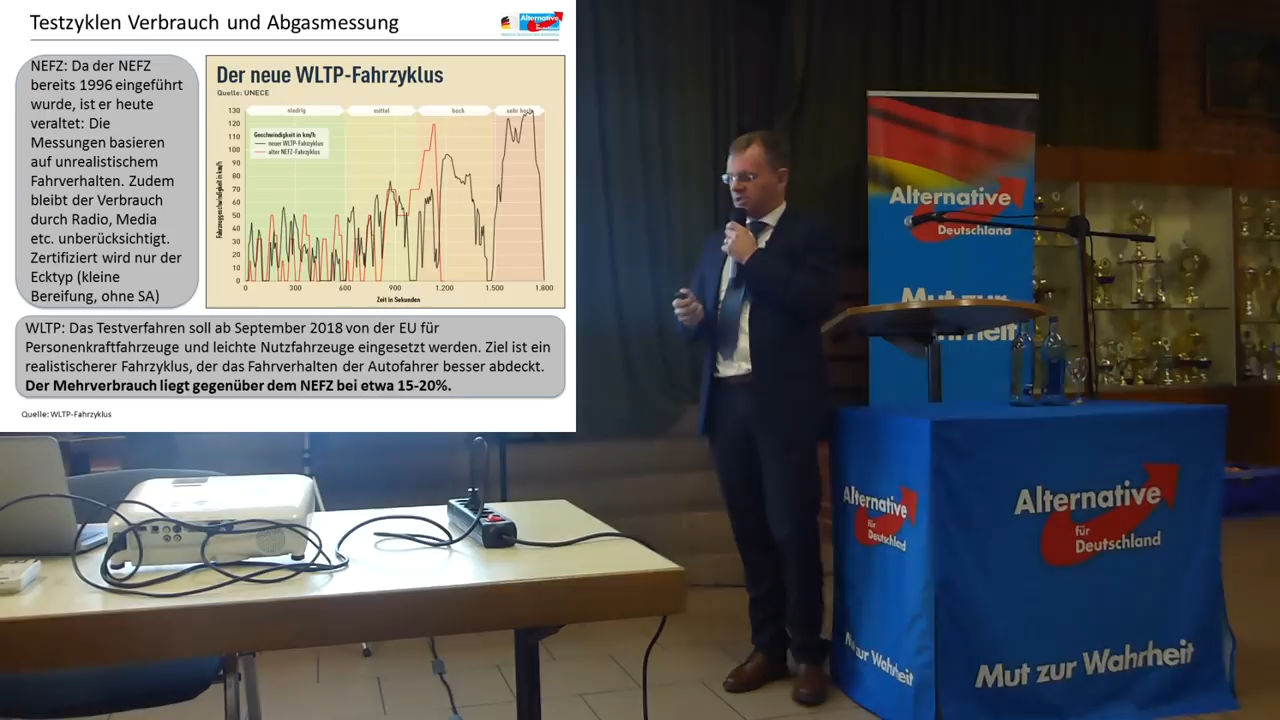 Testzyklen Verbrauch und Abgasmessung
Alternative
für Deutschland
NEFZ: Da der NEFZ
bereits 1996 eingeführt
wurde, ist er heute
veraltet: Die
Messungen basieren
auf unrealistischem
Fahrverhalten. Zudem
bleibt der Verbrauch
durch Radio, Media
etc. unberücksichtigt.
Zertifiziert wird nur der
Ecktyp (kleine
Bereifung, ohne SA)
Der neue WLTP-Fahrzyklus
Quelle: UNECE
niedrig mittel hoch sehr hoch
Geschwindigkeit in km/h
neuer WLTP-Fahrzyklus
alter NEFZ-Fahrzyklus
Fahrzeuggeschwindigkeit in km/h
130
120
110
100
90
80
70
60
50
40
30
20
10
0
0 300 600 900 1.200 1.500 1.800
Zeit in Sekunden
WLTP: Das Testverfahren soll ab September 2018 von der EU für
Personenkraftfahrzeuge und leichte Nutzfahrzeuge eingesetzt werden. Ziel ist ein
realistischerer Fahrzyklus, der das Fahrverhalten der Autofahrer besser abdeckt.
Der Mehrverbrauch liegt gegenüber dem NEFZ bei etwa 15-20%.
Quelle: WLTP-Fahrzyklus
Alternative
Deutschland
Mut zur
Alternative
für
Deutschland
Mut zur Wahrheit
Alternative
für
Deutschland
Mut zur Wahrheit